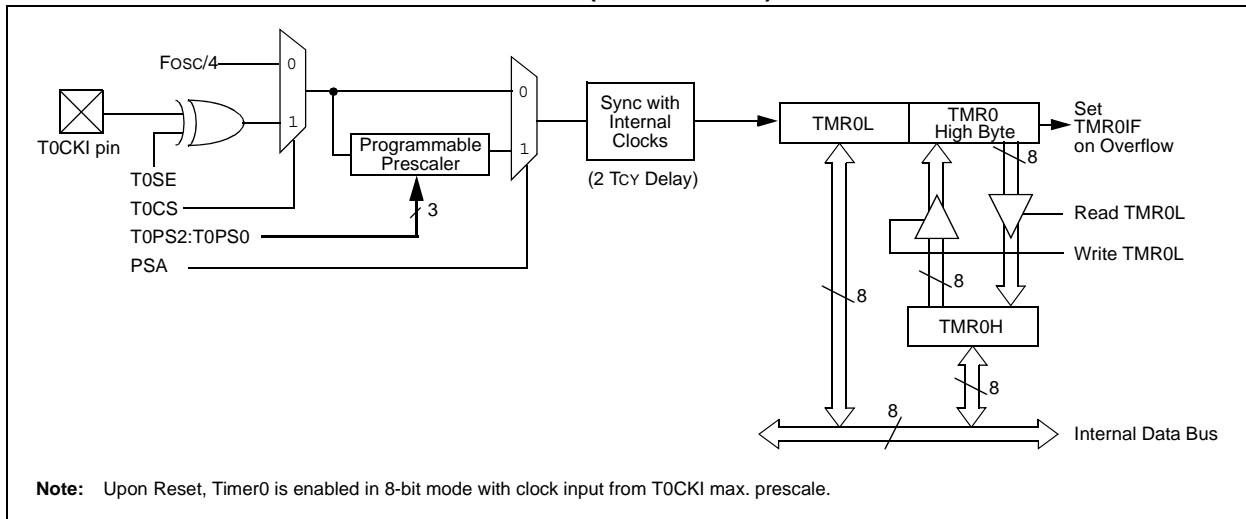 FOSC/4
0
1
T0CKI pin
T0SE
T0CS
T0PS2:T0PS0
PSA
Programmable
Prescaler
3
0
1
Sync with
Internal
Clocks
(2 TCY Delay)
TMR0L
TMR0
High Byte
Set
TMR0IF
on Overflow
8
Read TMR0L
Write TMR0L
8
8
TMR0H
8
8
Internal Data Bus
Note: Upon Reset, Timer0 is enabled in 8-bit mode with clock input from T0CKI max. prescale.